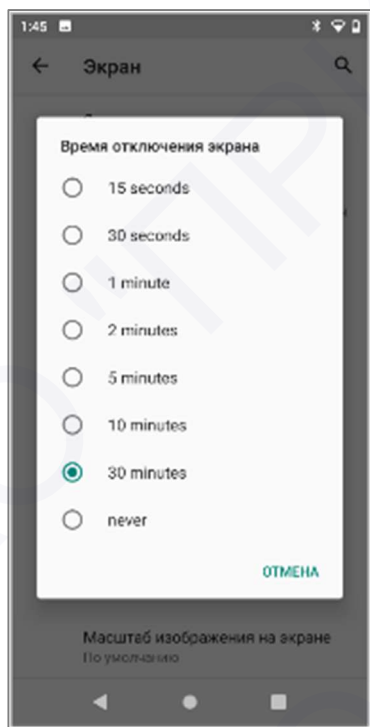 1:45
Экран
Время отключения экрана
15 seconds
30 seconds
1 minute
2 minutes
5 minutes
10 minutes
30 minutes
never
ОТМЕНА
Масштаб изображения на экране
По умолчанию